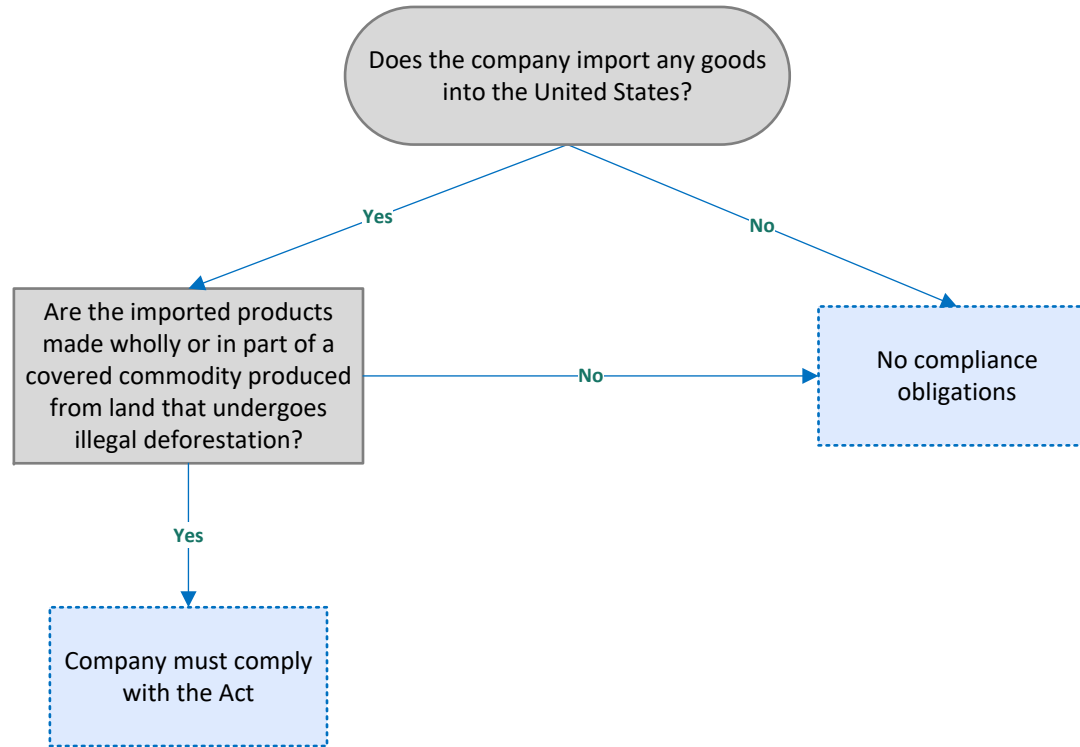 Does the company import any goods
into the United States?
Yes
No
Are the imported products
made wholly or in part of a
covered commodity produced
from land that undergoes
illegal deforestation?
No
No compliance
obligations
Yes
Company must comply
with the Act